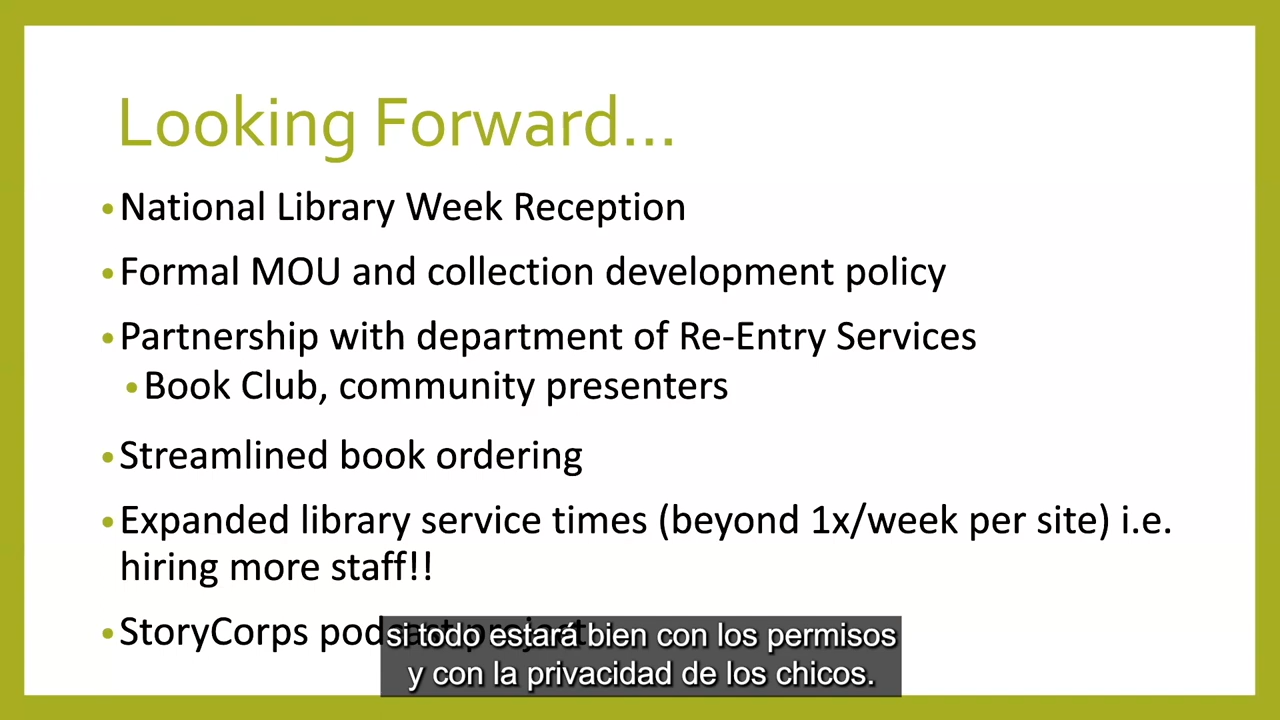 Looking Forward...
•National Library Week Reception
•Formal MOU and collection development policy
•Partnership with department of Re-Entry Services
•Book Club, community presenters
•Streamlined book ordering
•Expanded library service times (beyond 1x/week per site) i.e.
hiring more staff!!
•StoryCorps podcast project
si todo estará bien con los permisos
y con la privacidad de los chicos.